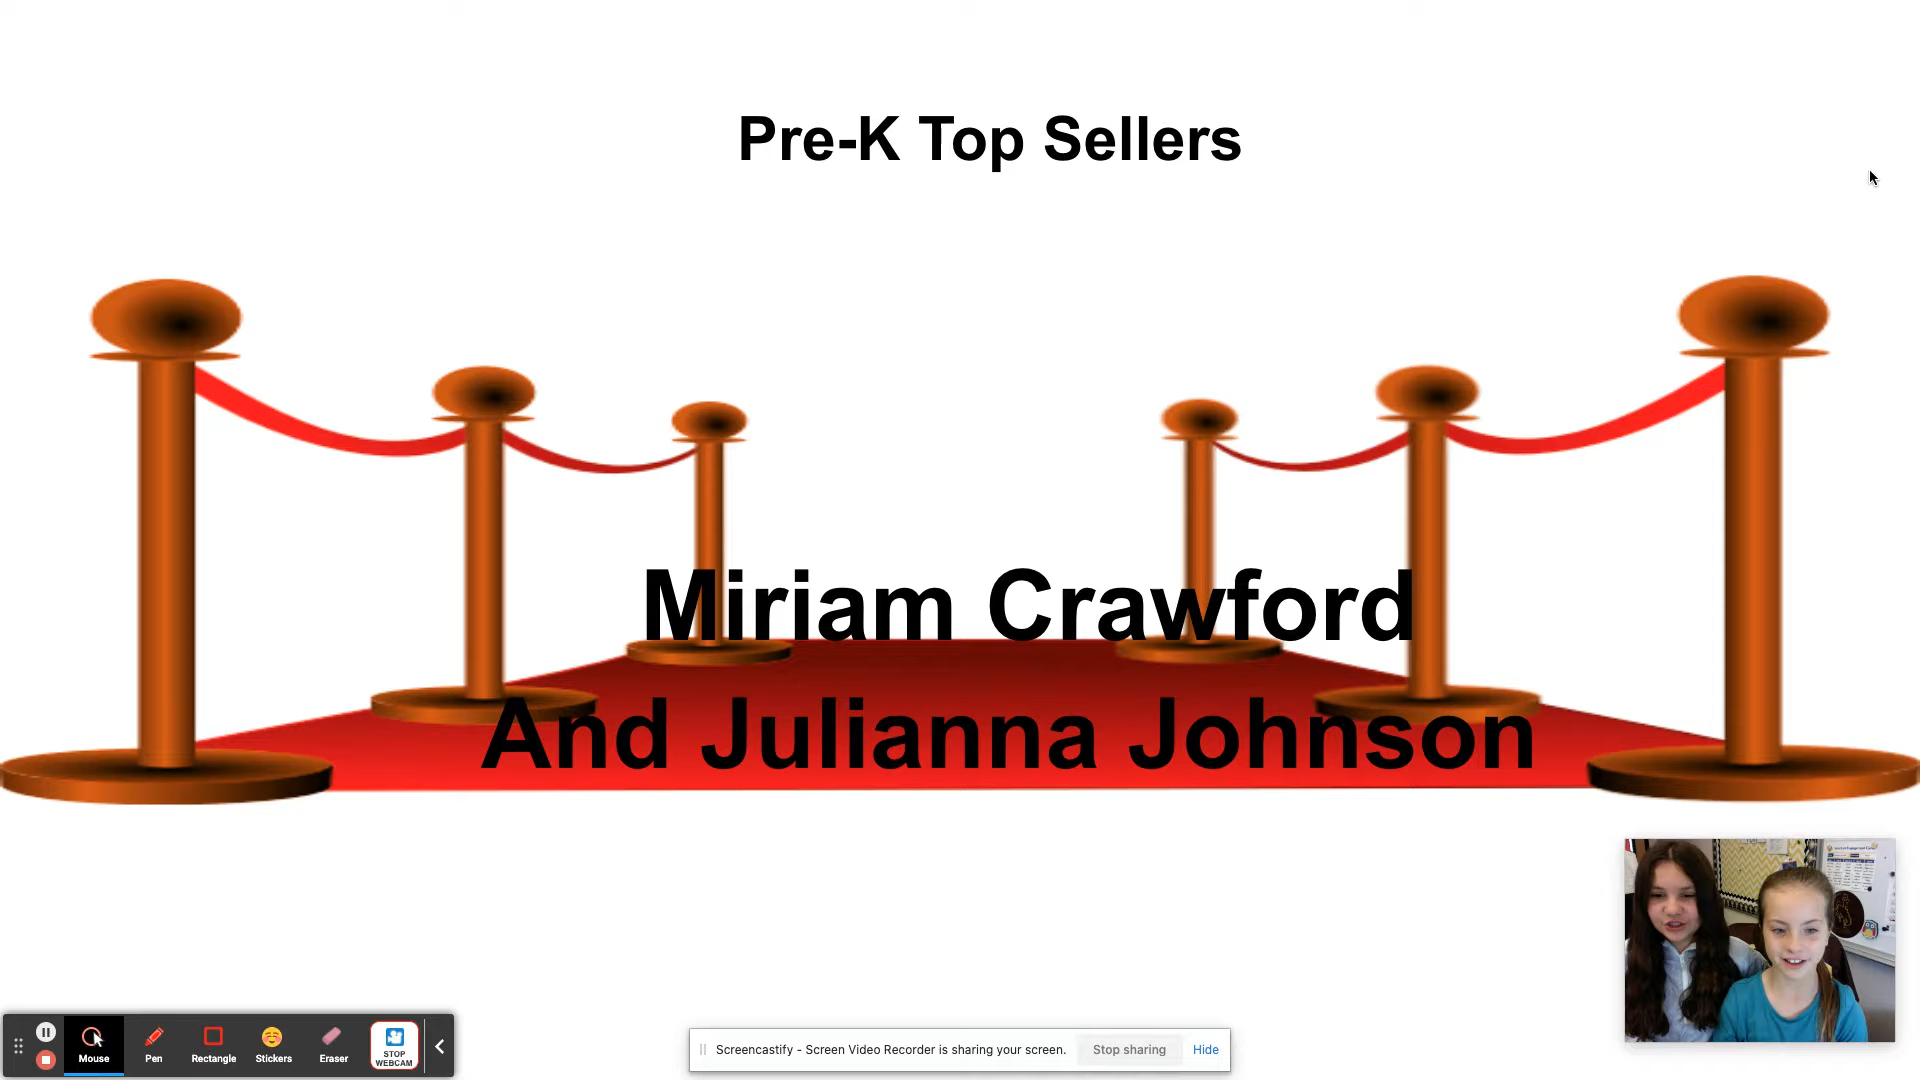 Pre-K Top Sellers
Miriam Crawford
And Julianna Johnson
Mouse
Pen
Rectangle
Stickers
Eraser
STOP
WEBCAM
Screencastify - Screen Video Recorder is sharing your screen.
Stop sharing
Hide